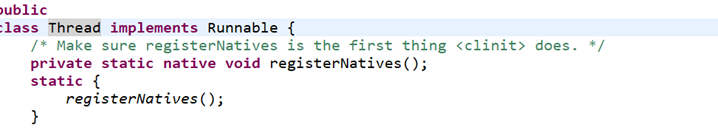 public
class Thread implements Runnable {
/* Make sure registerNatives is the first thing <clinit> does. */
private static native void registerNatives();
static {
registerNatives();
}